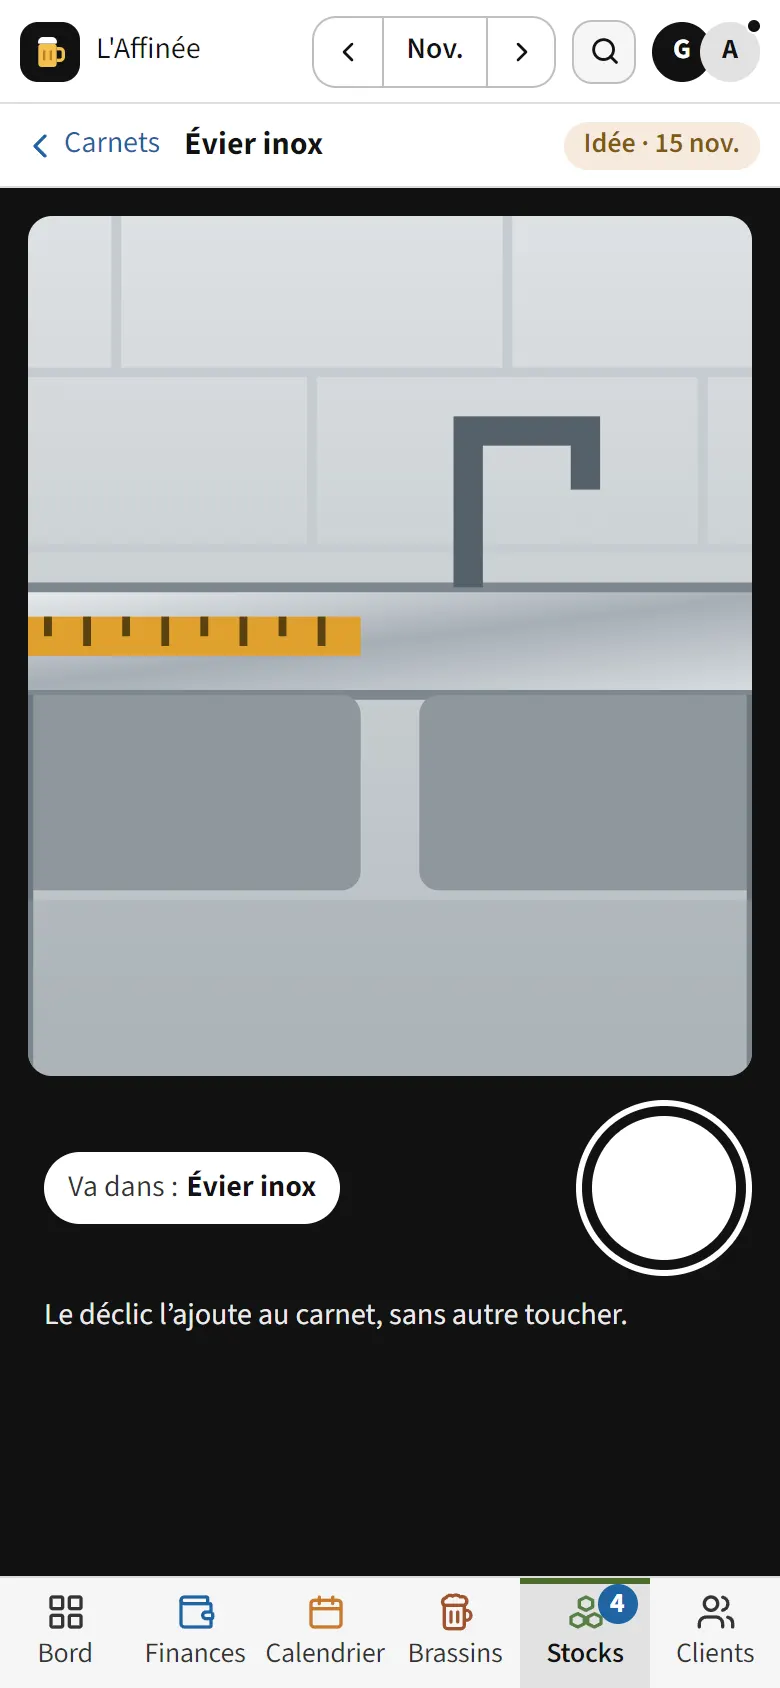 L'Affinée
Nov.
G
A
Carnets
Évier inox
Idée · 15 nov.
Va dans : Évier inox
Le déclic l’ajoute au carnet, sans autre toucher.
4
Bord
Finances
Calendrier
Brassins
Stocks
Clients